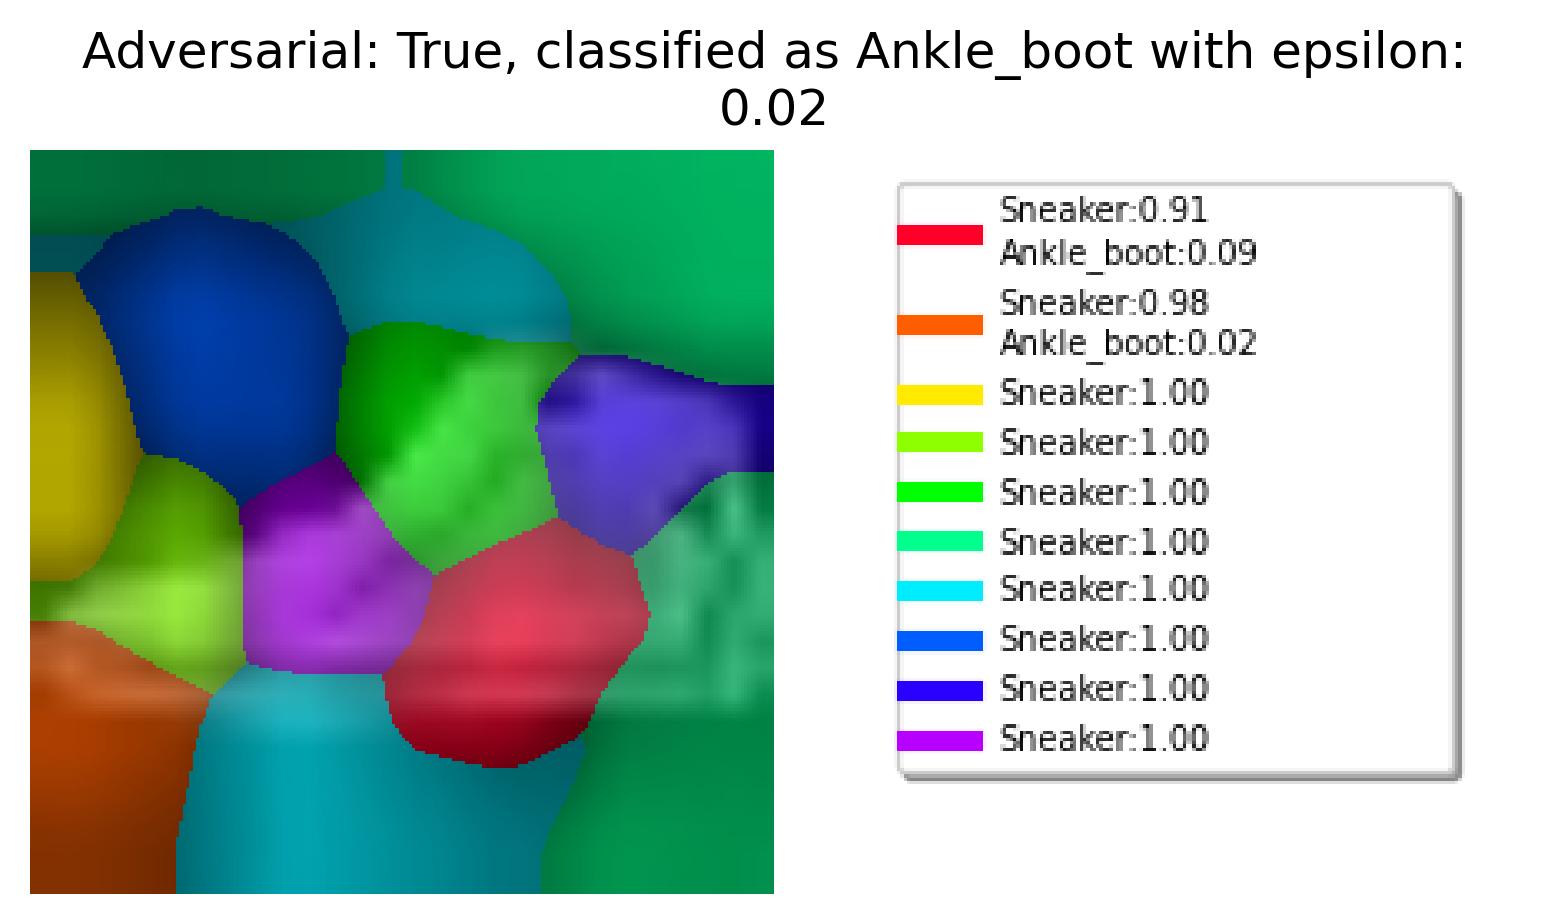 Adversarial: True, classified as Ankle_boot with epsilon:
0.02
Sneaker:0.91
Ankle_boot:0.09
Sneaker:0.98
Ankle_boot:0.02
Sneaker:1.00
Sneaker:1.00
Sneaker:1.00
Sneaker:1.00
Sneaker:1.00
Sneaker:1.00
Sneaker:1.00
Sneaker:1.00